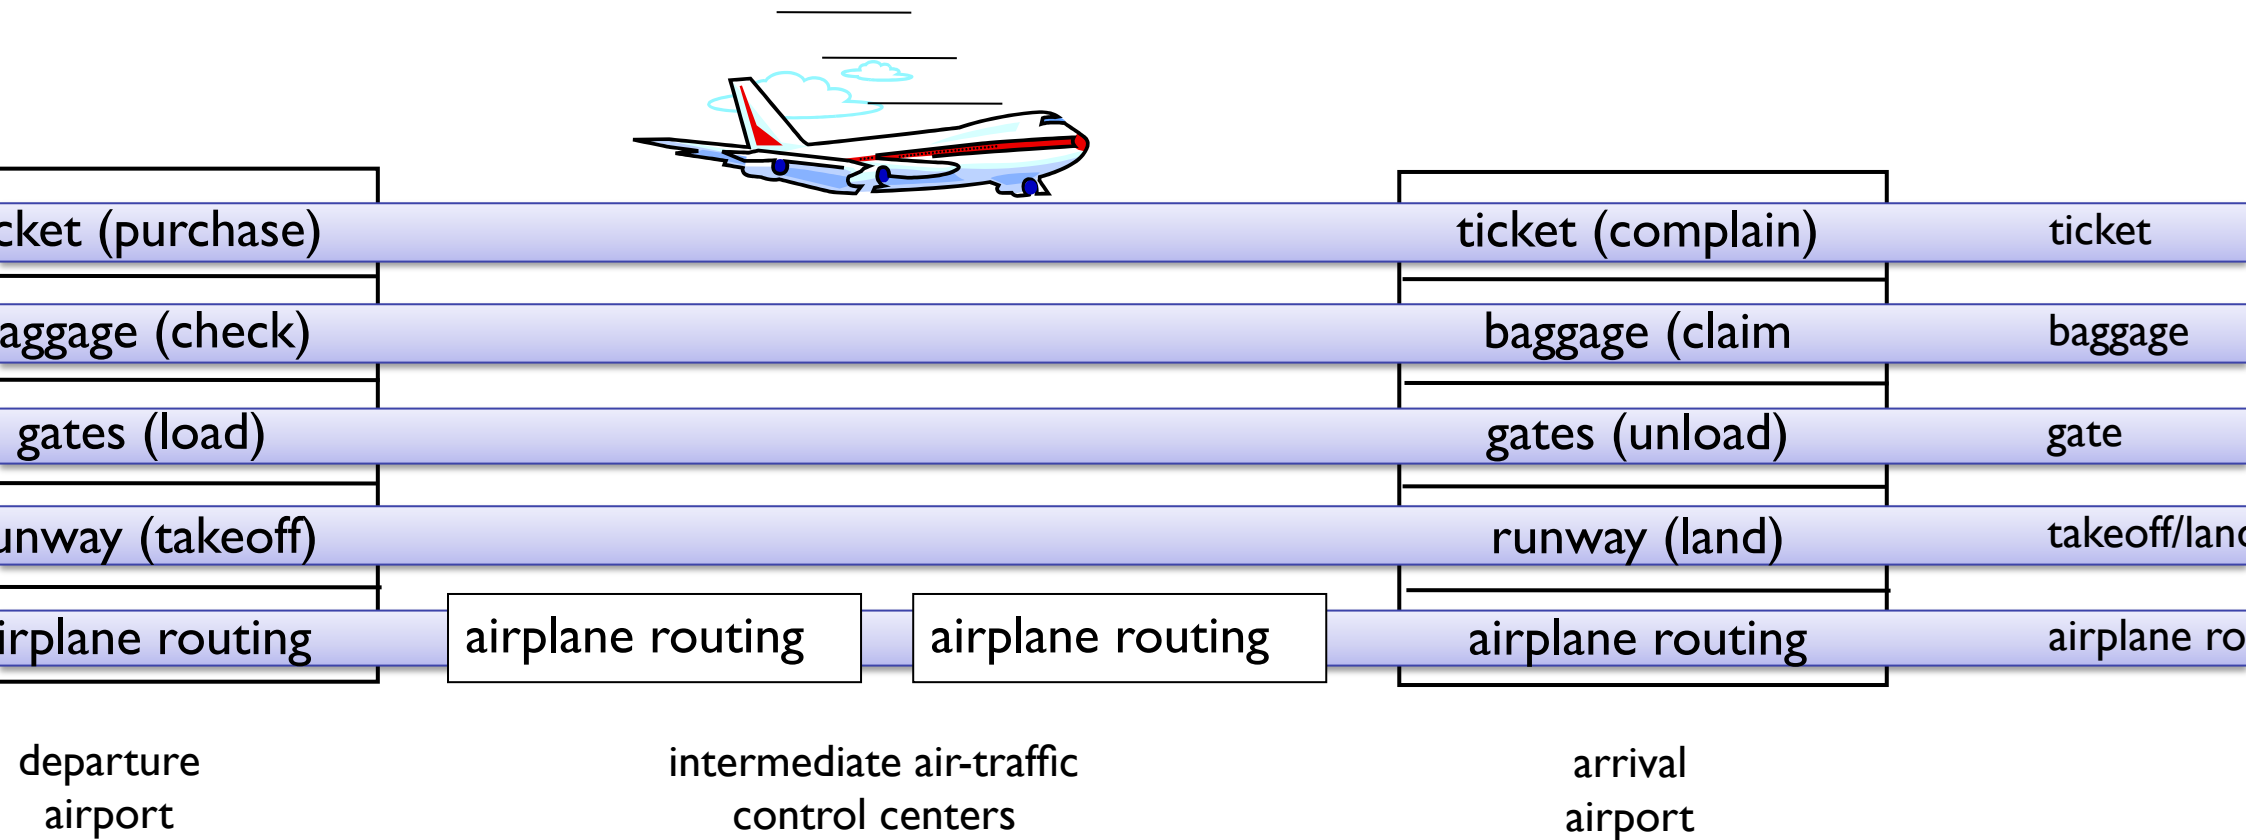 cket (purchase) ticket (complain) ticket
aggage (check) baggage (claim baggage
gates (load) gates (unload) gate
unway (takeoff) runway (land) takeoff/land
irplane routing airplane routing airplane routing airplane routing airplane ro
departure intermediate air-traffic arrival
airport control centers airport